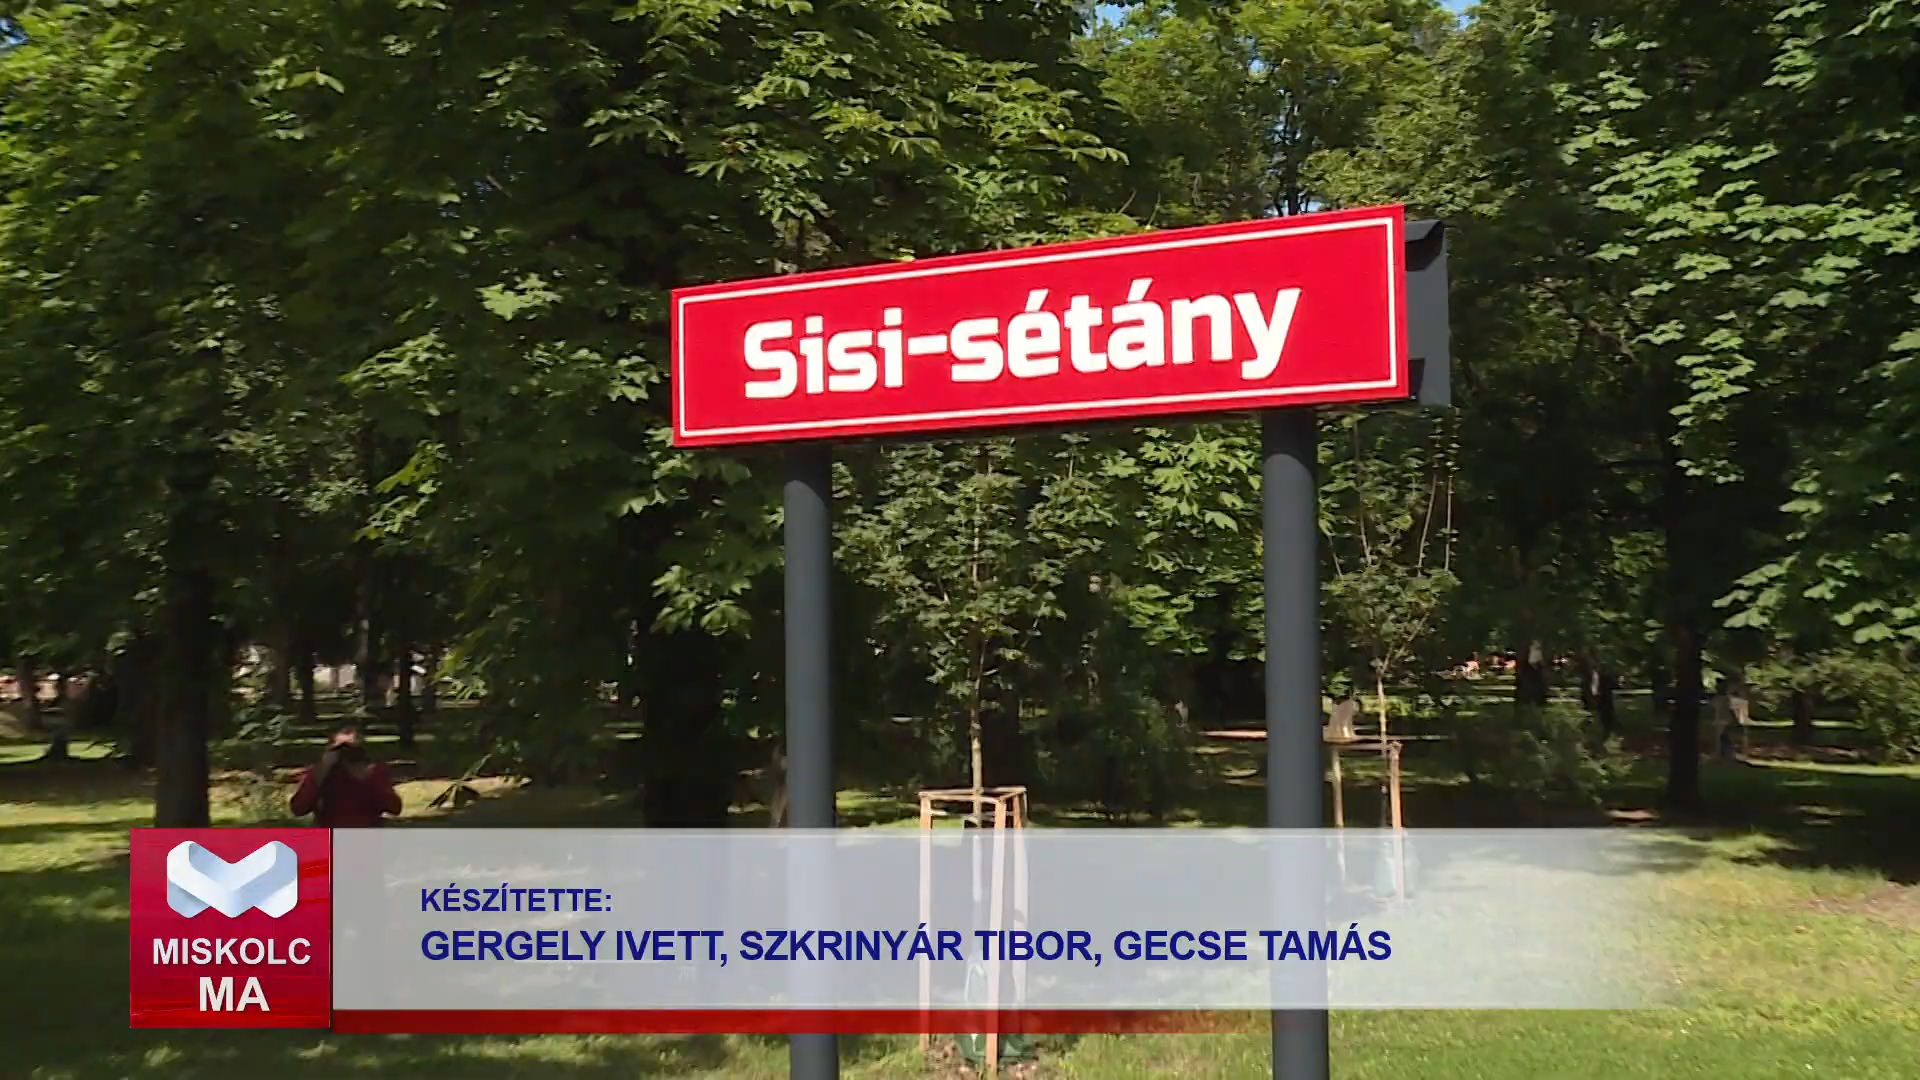 Sisi-sétány
KÉSZÍTETTE:
GERGELY IVETT, SZKRINYÁR TIBOR, GECSE TAMÁS
MISKOLC
MA